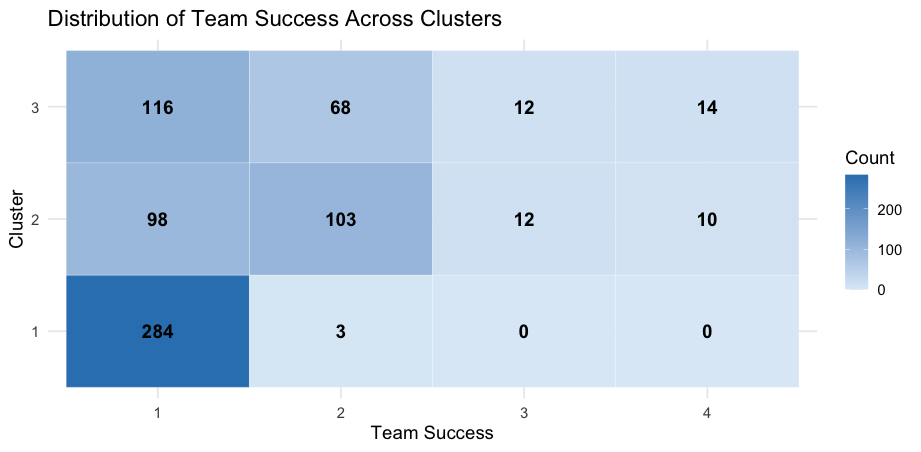 Distribution of Team Success Across Clusters
3 116 68 12 14
2 98 103 12 10
1 284 3 0 0
1 2 3 4
Team Success
Cluster
Count
200
100
0